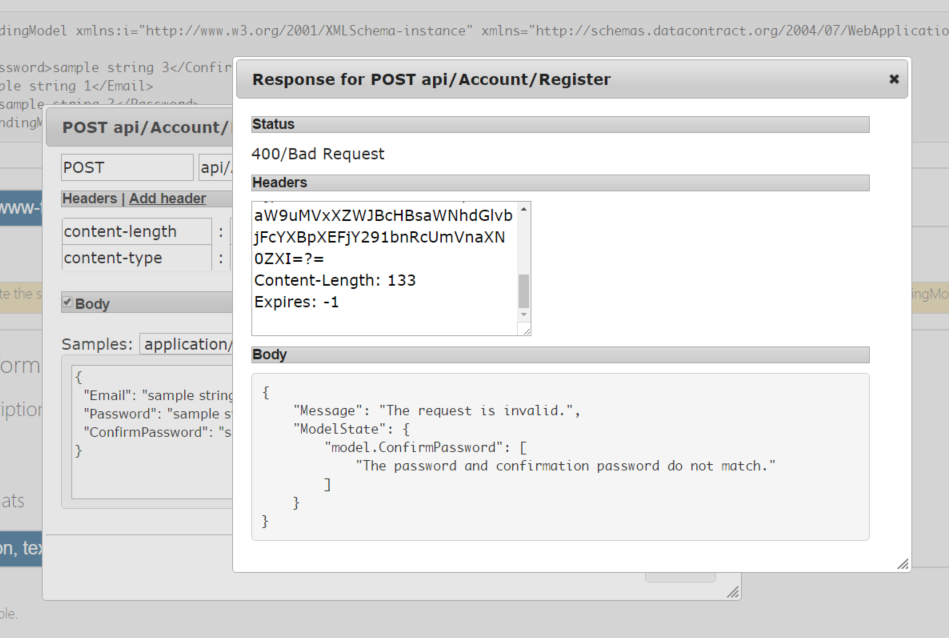 ndingModel xmlns:i="http://www.w3.org/2001/XMLSchema-instance" xmlns="http://schemas.datacontract.org/2004/07/WebApplicatio
ssword>sample string 3</Confir
ple string 1</Email>
sample string 2</Password>
ndingM
POST api/Account/
POST
api/
Headers | Add header
content-length :
content-type :
Body
Samples: application/
{
"Email": "sample string
"Password": "sample s
"ConfirmPassword": "s
}
www-f
te the s
orm
iption
ats
on, tex
ple.
ingMo
Response for POST api/Account/Register
Status
400/Bad Request
Headers
aW9uMVxXZWJBcHBsaWNhdGlvb
jFcYXBpXEFjY291bnRcUmVnaXN
0ZXI=?=
Content-Length: 133
Expires: -1
Body
{
"Message": "The request is invalid.",
"ModelState": {
"model.ConfirmPassword": [
"The password and confirmation password do not match."
]
}
}